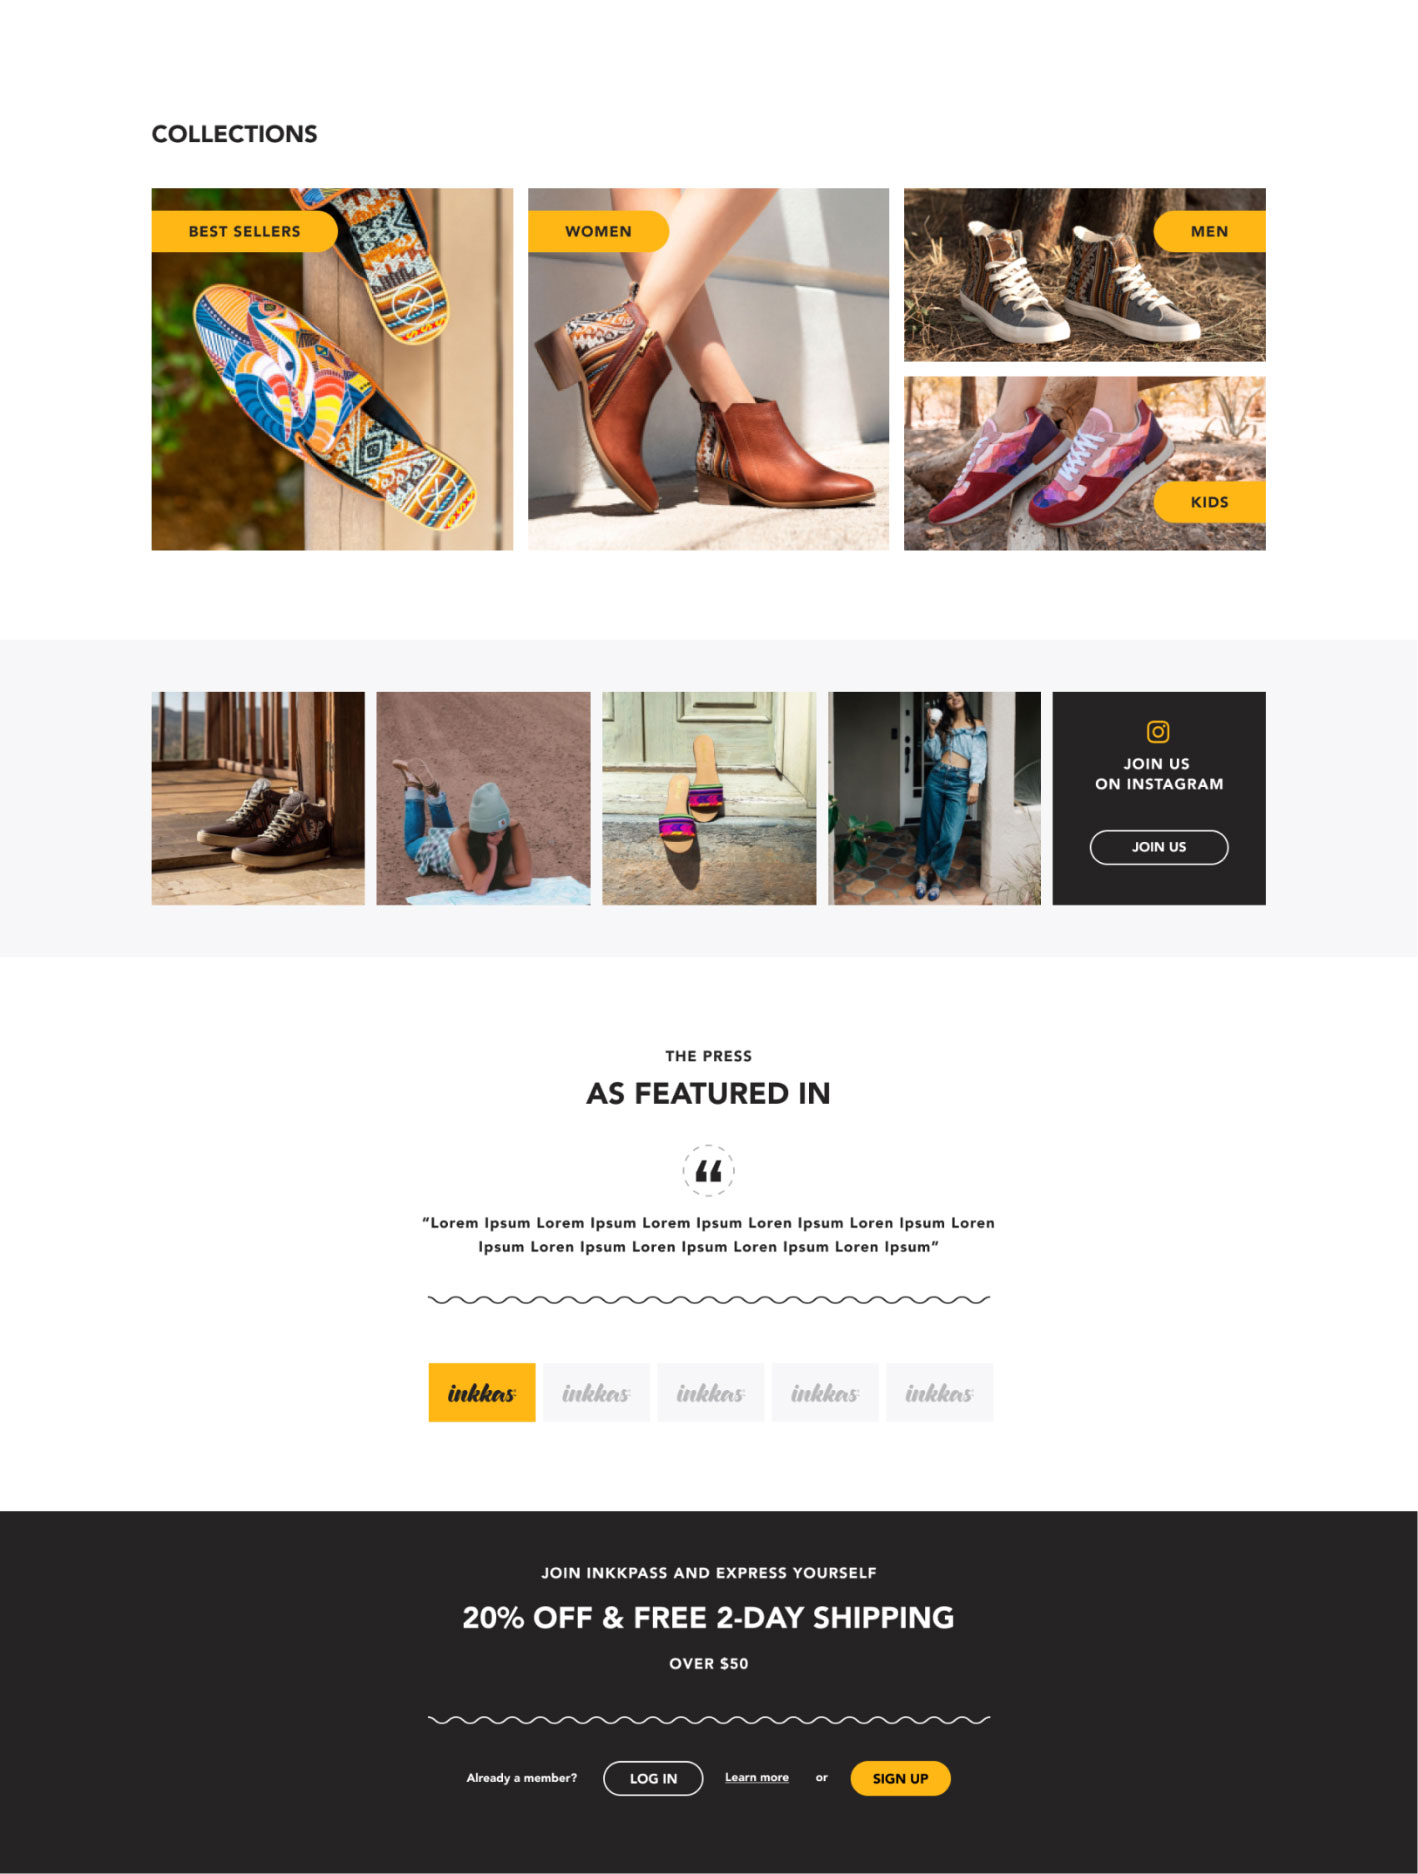 COLLECTIONS
BEST SELLERS
WOMEN
MEN
KIDS
JOIN US
ON INSTAGRAM
JOIN US
THE PRESS
AS FEATURED IN
“
“Lorem Ipsum Lorem Ipsum Lorem Ipsum Loren Ipsum Loren Ipsum Loren
Ipsum Loren Ipsum Loren Ipsum Loren Ipsum Loren Ipsum”
inkkas inkkas inkkas inkkas inkkas
JOIN INKKPASS AND EXPRESS YOURSELF
20% OFF & FREE 2-DAY SHIPPING
OVER $50
Already a member? LOG IN Learn more or SIGN UP